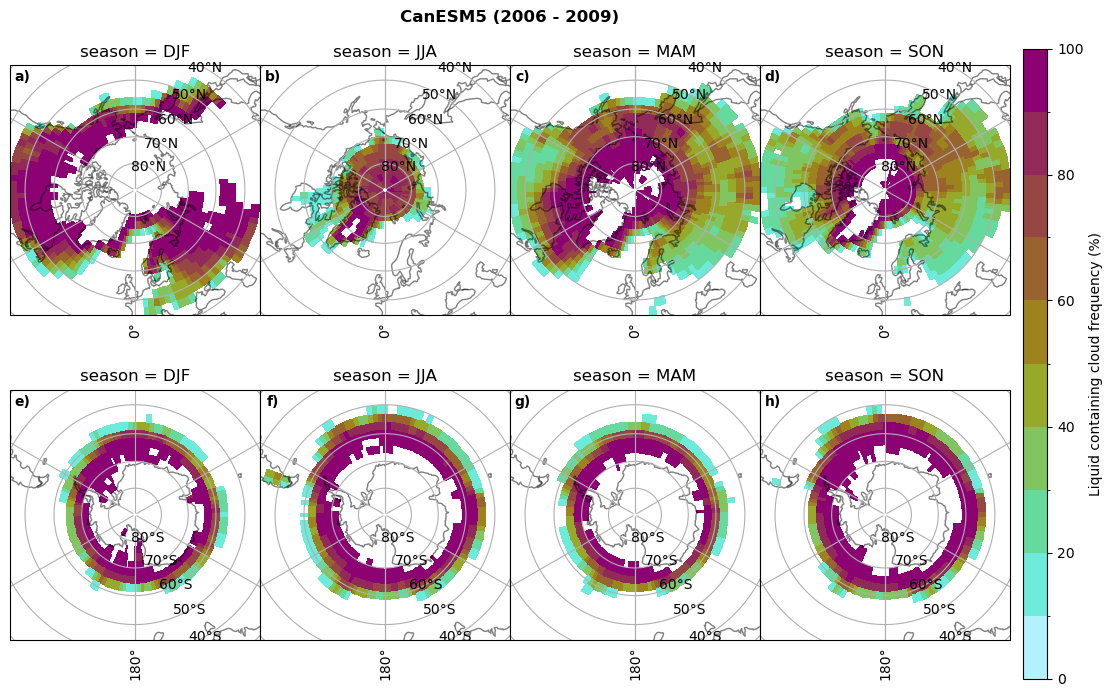 CanESM5 (2006 - 2009)
season = DJF
season = JJA
season = MAM
season = SON
a)
40°N
50°N
60°N
70°N
80°N
0°
b)
40°N
50°N
60°N
70°N
80°N
0°
c)
40°N
50°N
60°N
70°N
80°N
0°
d)
40°N
50°N
60°N
70°N
80°N
0°
season = DJF
season = JJA
season = MAM
season = SON
e)
80°S
70°S
60°S
50°S
40°S
180°
f)
80°S
70°S
60°S
50°S
40°S
180°
g)
80°S
70°S
60°S
50°S
40°S
180°
h)
80°S
70°S
60°S
50°S
40°S
180°
100
80
60
40
20
0
Liquid containing cloud frequency (%)